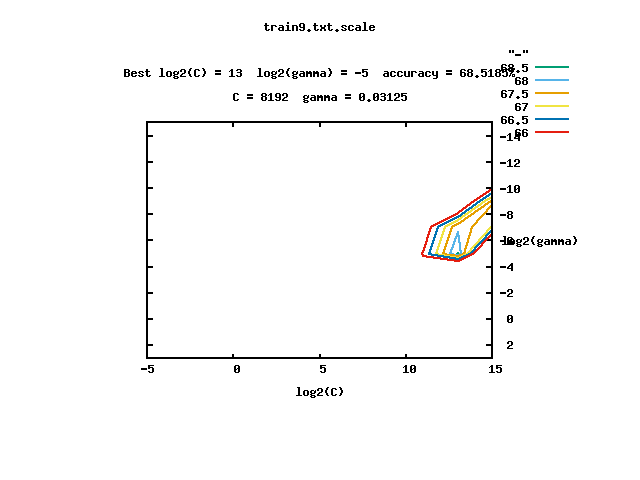 train9.txt.scale
"-"
Best log2(C) = 13  log2(gamma) = -5  accuracy = 68.5185%
C = 8192  gamma = 0.03125
68.5
68
67.5
67
66.5
66
-14
-12
-10
-8
-6
log2(gamma)
-4
-2
0
2
-5 0 5 10 15
log2(C)